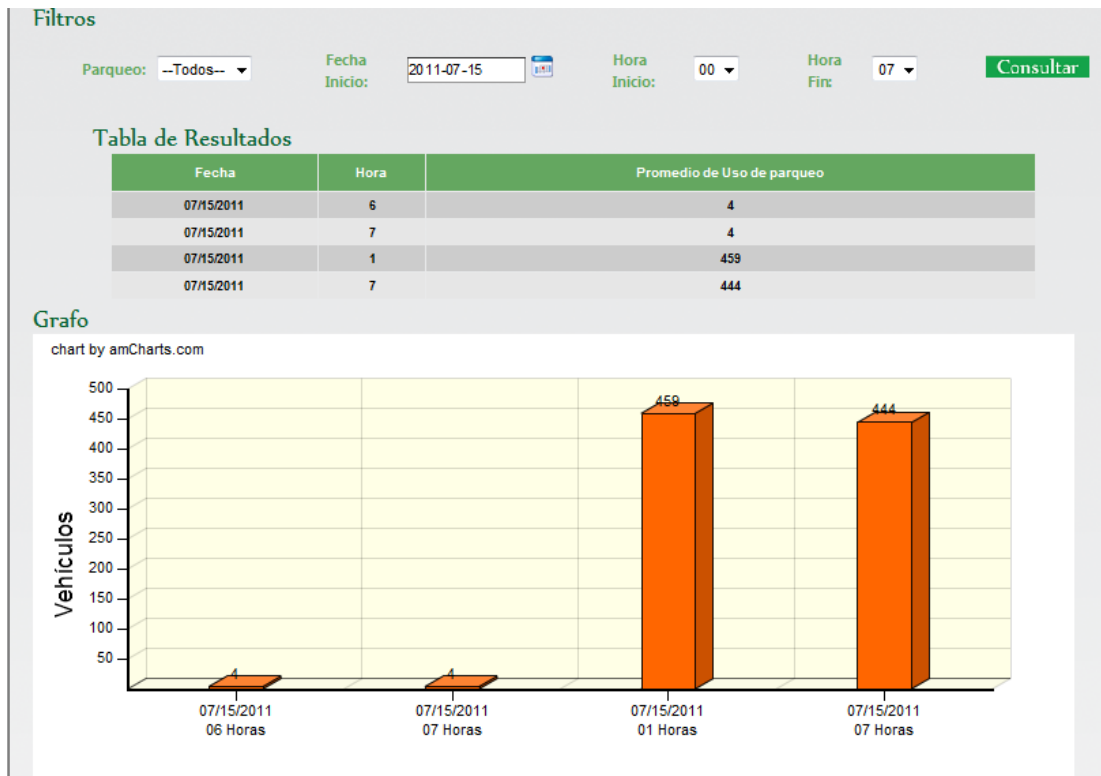 Filtros
Parqueo: --Todos-- Fecha Inicio: 2011-07-15 Hora Inicio: 00 Hora Fin: 07 Consultar
Tabla de Resultados
Fecha Hora Promedio de Uso de parqueo
07/15/2011 6 4
07/15/2011 7 4
07/15/2011 1 459
07/15/2011 7 444
Grafo
chart by amCharts.com
500
450
400
350
300
250
200
150
100
50
Vehículos
4 4 459 444
07/15/2011 07/15/2011 07/15/2011 07/15/2011
06 Horas 07 Horas 01 Horas 07 Horas